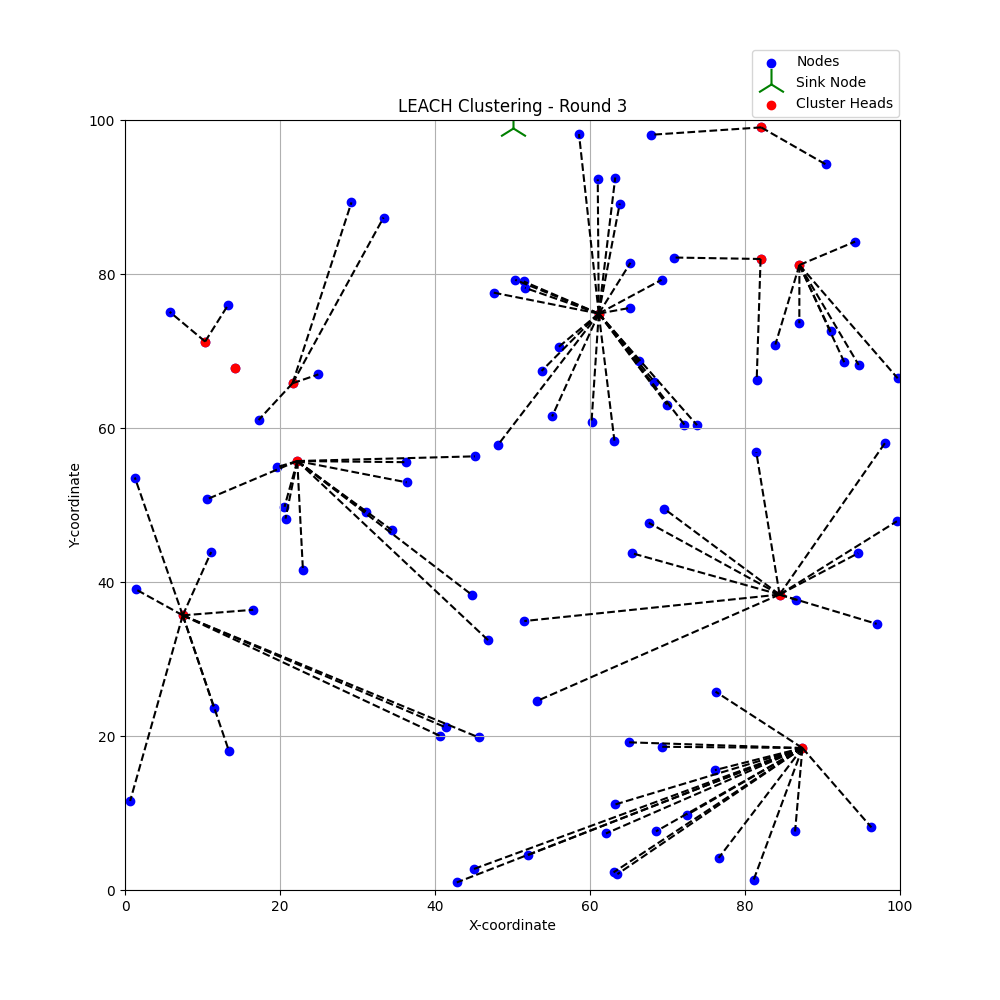 Nodes
Sink Node
Cluster Heads
LEACH Clustering - Round 3
100
80
60
40
20
0
Y-coordinate
0 20 40 60 80 100
X-coordinate